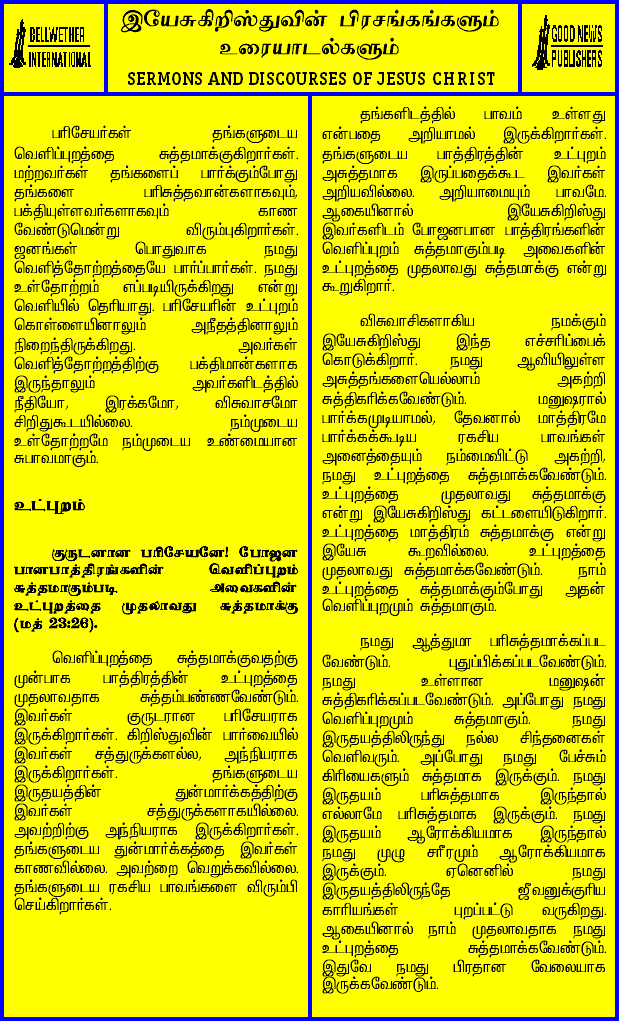 BELLWETHER
INTERNATIONAL
இயேசுகிறிஸ்துவின் பிரசங்கங்களும்
உரையாடல்களும்
SERMONS AND DISCOURSES OF JESUS CHRIST
GOOD NEWS
PUBLISHERS
பரிசேயர்கள் தங்களுடைய
வெளிப்புறத்தை சுத்தமாக்குகிறார்கள்.
மற்றவர்கள் தங்களைப் பார்க்கும்போது
தங்களை பரிசுத்தவான்களாகவும்,
பக்தியுள்ளவர்களாகவும் காண
வேண்டுமென்று விரும்புகிறார்கள்.
ஜனங்கள் பொதுவாக நமது
வெளித்தோற்றத்தையே பார்ப்பார்கள். நமது
உள்தோற்றம் எப்படியிருக்கிறது என்று
வெளியில் தெரியாது. பரிசேயரின் உட்புறம்
கொள்ளையினாலும் அநீதத்தினாலும்
நிறைந்திருக்கிறது. அவர்கள்
வெளித்தோற்றத்திற்கு பக்திமான்களாக
இருந்தாலும் அவர்களிடத்தில்
நீதியோ, இரக்கமோ, விசுவாசமோ
சிறிதுகூடயில்லை. நம்முடைய
உள்தோற்றமே நம்முடைய உண்மையான
சுபாவமாகும்.
உட்புறம்
குருடனான பரிசேயனே! போஜன
பானபாத்திரங்களின் வெளிப்புறம்
சுத்தமாகும்படி அவைகளின்
உட்புறத்தை முதலாவது சுத்தமாக்கு
(மத் 23:26).
வெளிப்புறத்தை சுத்தமாக்குவதற்கு
முன்பாக பாத்திரத்தின் உட்புறத்தை
முதலாவதாக சுத்தம்பண்ணவேண்டும்.
இவர்கள் குருடரான பரிசேயராக
இருக்கிறார்கள். கிறிஸ்துவின் பார்வையில்
இவர்கள் சத்துருக்களல்ல, அந்நியராக
இருக்கிறார்கள். தங்களுடைய
இருதயத்தின் துன்மார்க்கத்திற்கு
இவர்கள் சத்துருக்களாகயில்லை.
அவற்றிற்கு அந்நியராக இருக்கிறார்கள்.
தங்களுடைய துன்மார்க்கத்தை இவர்கள்
காணவில்லை. அவற்றை வெறுக்கவில்லை.
தங்களுடைய ரகசிய பாவங்களை விரும்பி
செய்கிறார்கள்.
தங்களிடத்தில் பாவம் உள்ளது
என்பதை அறியாமல் இருக்கிறார்கள்.
தங்களுடைய பாத்திரத்தின் உட்புறம்
அசுத்தமாக இருப்பதைக்கூட இவர்கள்
அறியவில்லை. அறியாமையும் பாவமே.
ஆகையினால் இயேசுகிறிஸ்து
இவர்களிடம் போஜனபான பாத்திரங்களின்
வெளிப்புறம் சுத்தமாகும்படி அவைகளின்
உட்புறத்தை முதலாவது சுத்தமாக்கு என்று
கூறுகிறார்.
விசுவாசிகளாகிய நமக்கும்
இயேசுகிறிஸ்து இந்த எச்சரிப்பைக்
கொடுக்கிறார். நமது ஆவியிலுள்ள
அசுத்தங்களையெல்லாம் அகற்றி
சுத்திகரிக்கவேண்டும். மனுஷரால்
பார்க்கமுடியாமல், தேவனால் மாத்திரமே
பார்க்கக்கூடிய ரகசிய பாவங்கள்
அனைத்தையும் நம்மைவிட்டு அகற்றி,
நமது உட்புறத்தை சுத்தமாக்கவேண்டும்.
உட்புறத்தை முதலாவது சுத்தமாக்கு
என்று இயேசுகிறிஸ்து கட்டளையிடுகிறார்.
உட்புறத்தை மாத்திரம் சுத்தமாக்கு என்று
இயேசு கூறவில்லை. உட்புறத்தை
முதலாவது சுத்தமாக்கவேண்டும். நாம்
உட்புறத்தை சுத்தமாக்கும்போது அதன்
வெளிப்புறமும் சுத்தமாகும்.
நமது ஆத்துமா பரிசுத்தமாக்கப்பட
வேண்டும். புதுப்பிக்கப்படவேண்டும்.
நமது உள்ளான மனுஷன்
சுத்திகரிக்கப்படவேண்டும். அப்போது நமது
வெளிப்புறமும் சுத்தமாகும். நமது
இருதயத்திலிருந்து நல்ல சிந்தனைகள்
வெளிவரும். அப்போது நமது பேச்சும்
கிரியைகளும் சுத்தமாக இருக்கும். நமது
இருதயம் பரிசுத்தமாக இருந்தால்
எல்லாமே பரிசுத்தமாக இருக்கும். நமது
இருதயம் ஆரோக்கியமாக இருந்தால்
நமது முழு சரீரமும் ஆரோக்கியமாக
இருக்கும். ஏனெனில் நமது
இருதயத்திலிருந்தே ஜீவனுக்குரிய
காரியங்கள் புறப்பட்டு வருகிறது.
ஆகையினால் நாம் முதலாவதாக நமது
உட்புறத்தை சுத்தமாக்கவேண்டும்.
இதுவே நமது பிரதான வேலையாக
இருக்கவேண்டும்.